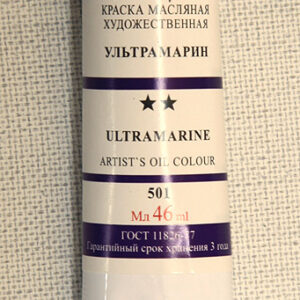 КРАСКА МАСЛЯНАЯ
ХУДОЖЕСТВЕННАЯ
УЛЬТРАМАРИН
★★
ULTRAMARINE
ARTIST'S OIL COLOUR
501
Мл 46 ml
ГОСТ 11826-77
Гарантийный срок хранения 3 года